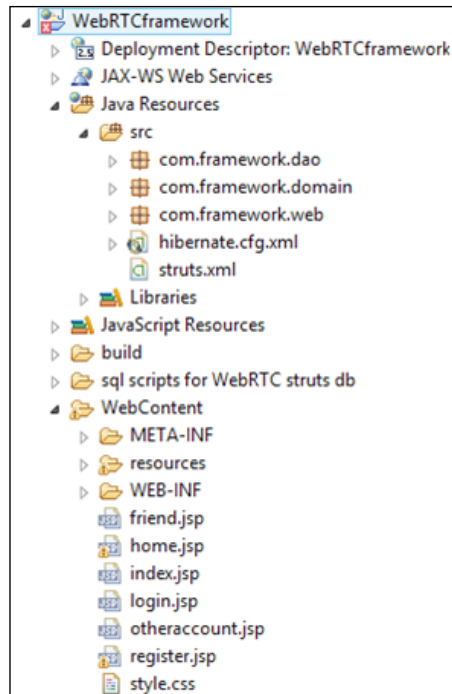 WebRTCframework
Deployment Descriptor: WebRTCframework
JAX-WS Web Services
Java Resources
src
com.framework.dao
com.framework.domain
com.framework.web
hibernate.cfg.xml
struts.xml
Libraries
JavaScript Resources
build
sql scripts for WebRTC struts db
WebContent
META-INF
resources
WEB-INF
friend.jsp
home.jsp
index.jsp
login.jsp
otheraccount.jsp
register.jsp
style.css